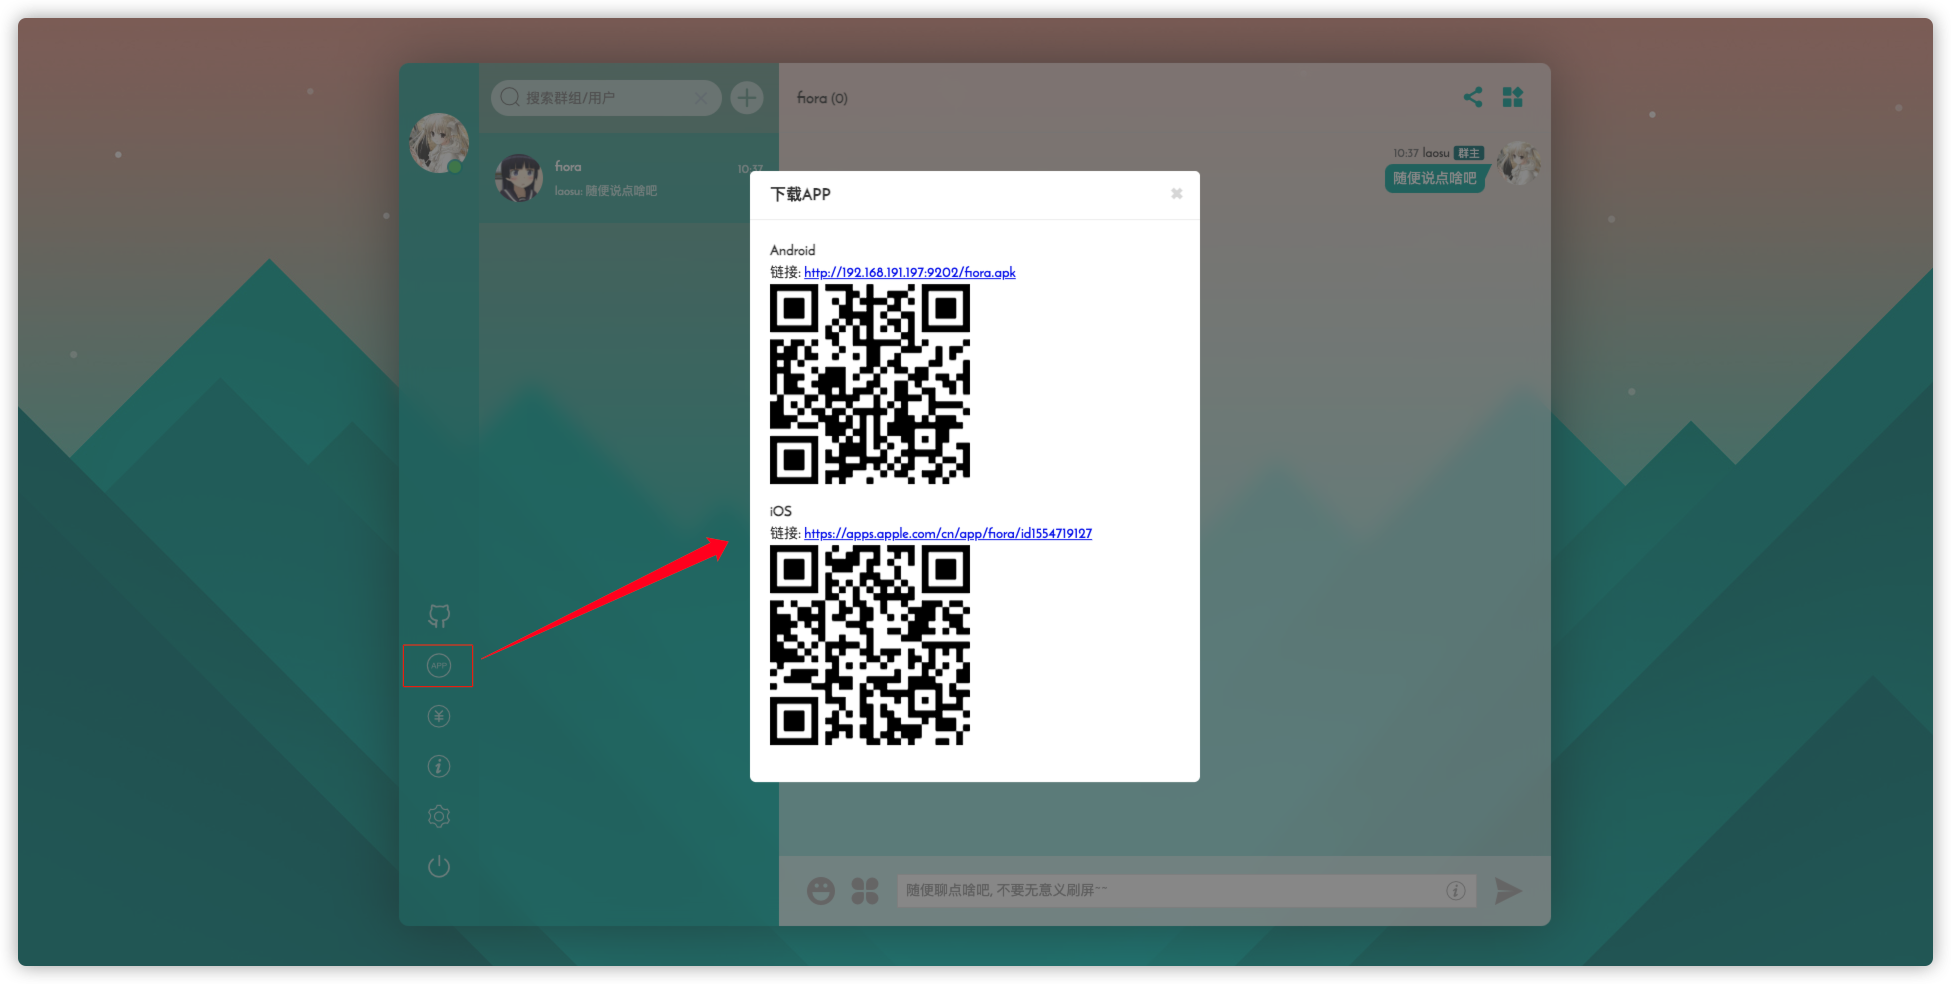 搜索群组/用户
fiora (0)
fiora
10:37
laosu: 随便说点啥吧
10:37 laosu 群主
随便说点啥吧
下载APP
Android
链接: http://192.168.191.197:9202/fiora.apk
iOS
链接: https://apps.apple.com/cn/app/fiora/id1554719127
APP
随便聊点啥吧, 不要无意义刷屏~~